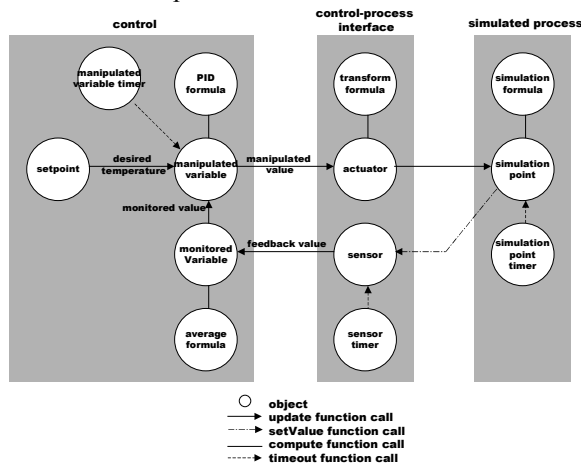 control
control-process
interface
simulated process
manipulated
variable timer
PID
formula
transform
formula
simulation
formula
setpoint
desired
temperature
manipulated
variable
manipulated
value
actuator
simulation
point
monitored value
monitored
Variable
feedback value
sensor
simulation
point
timer
average
formula
sensor
timer
object
update function call
setValue function call
compute function call
timeout function call